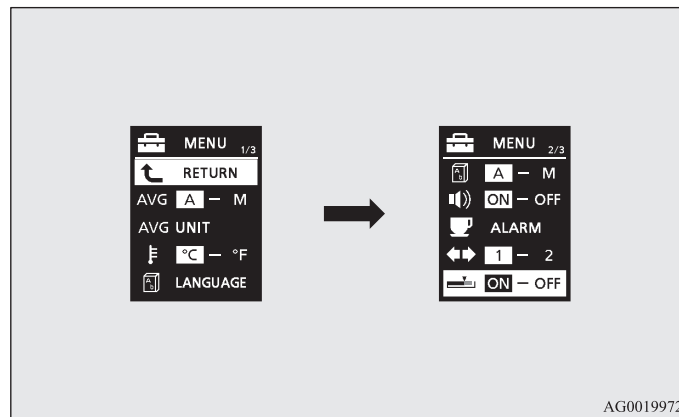 MENU 1/3
RETURN
AVG A – M
AVG UNIT
°C – °F
A b LANGUAGE
MENU 2/3
A b A – M
ON – OFF
ALARM
1 – 2
ON – OFF
AG0019972